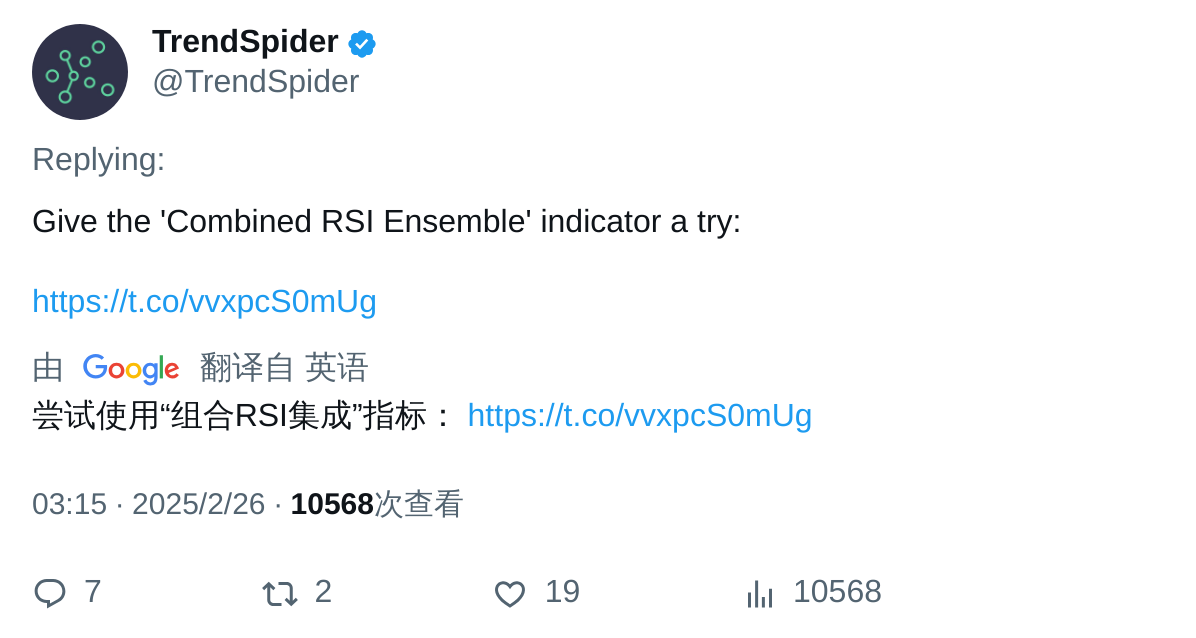 TrendSpider
@TrendSpider
Replying:
Give the 'Combined RSI Ensemble' indicator a try:
https://t.co/vvxpcS0mUg
由 Google 翻译自 英语
尝试使用“组合RSI集成”指标： https://t.co/vvxpcS0mUg
03:15 · 2025/2/26 · 10568次查看
7 2 19 10568